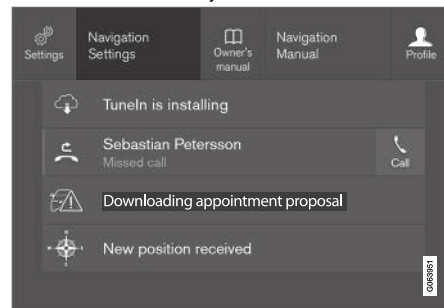 Settings
Navigation
Settings
Owner's
manual
Navigation
Manual
Profile
TuneIn is installing
Sebastian Petersson
Missed call
Call
Downloading appointment proposal
New position received
G063951